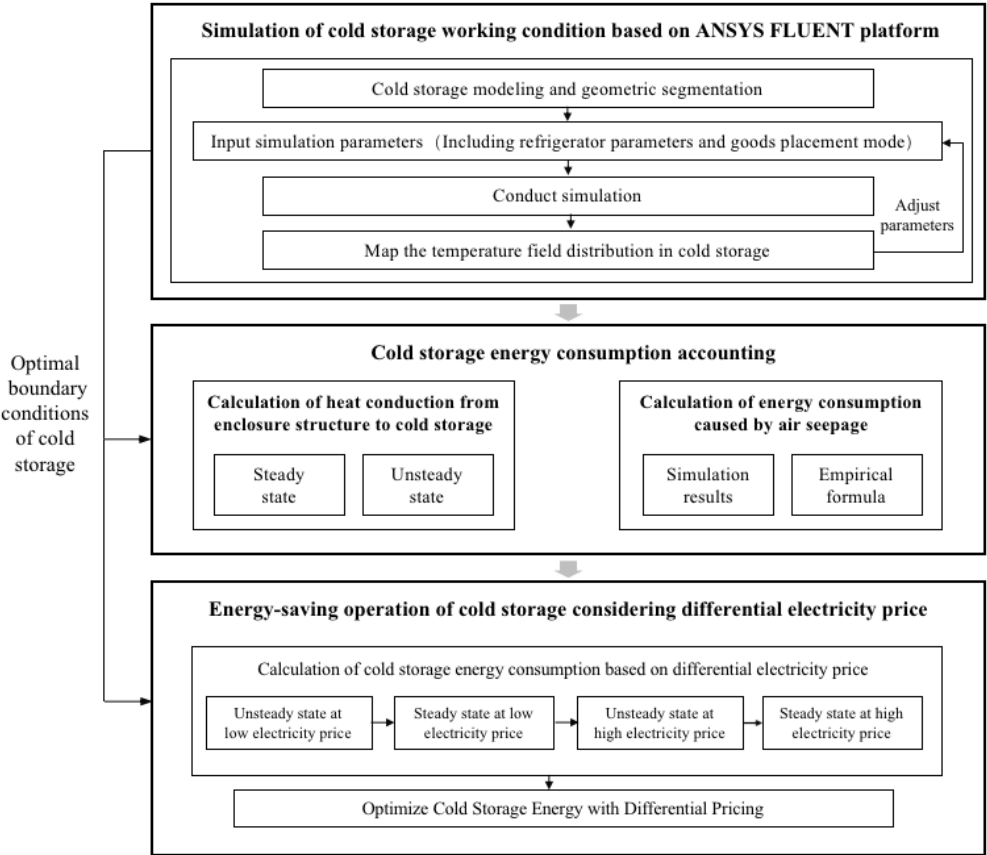 Simulation of cold storage working condition based on ANSYS FLUENT platform
Cold storage modeling and geometric segmentation
Input simulation parameters （Including refrigerator parameters and goods placement mode）
Conduct simulation
Map the temperature field distribution in cold storage
Adjust
parameters
Optimal
boundary
conditions
of cold
storage
Cold storage energy consumption accounting
Calculation of heat conduction from
enclosure structure to cold storage
Steady
state
Unsteady
state
Calculation of energy consumption
caused by air seepage
Simulation
results
Empirical
formula
Energy-saving operation of cold storage considering differential electricity price
Calculation of cold storage energy consumption based on differential electricity price
Unsteady state at
low electricity price
Steady state at low
electricity price
Unsteady state at
high electricity price
Steady state at high
electricity price
Optimize Cold Storage Energy with Differential Pricing